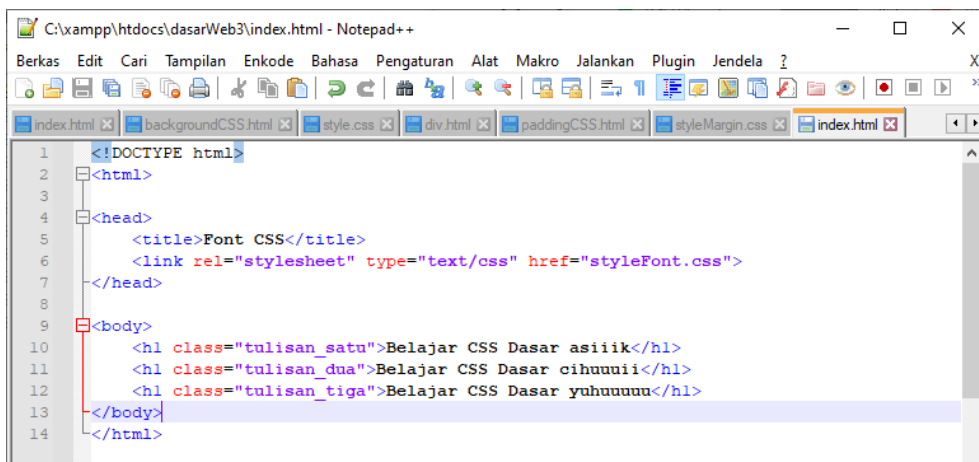 C:\xampp\htdocs\dasarWeb3\index.html - Notepad++
Berkas Edit Cari Tampilan Enkode Bahasa Pengaturan Alat Makro Jalankan Plugin Jendela ? X
index.html backgroundCSS.html style.css div.html paddingCSS.html styleMargin.css index.html
1 <!DOCTYPE html>
2 <html>
3
4 <head>
5 <title>Font CSS</title>
6 <link rel="stylesheet" type="text/css" href="styleFont.css">
7 </head>
8
9 <body>
10 <h1 class="tulisan_satu">Belajar CSS Dasar asiiik</h1>
11 <h1 class="tulisan_dua">Belajar CSS Dasar cihuuuii</h1>
12 <h1 class="tulisan_tiga">Belajar CSS Dasar yuhuuuuu</h1>
13 </body>
14 </html>